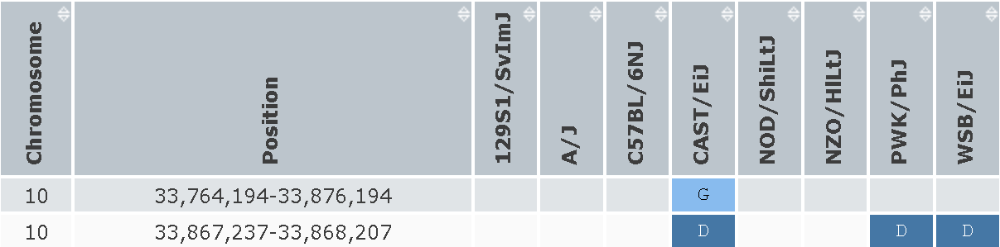 Chromosome Position 129S1/SvImJ A/J C57BL/6NJ CAST/EiJ NOD/ShiLtJ NZO/HlLtJ PWK/PhJ WSB/EiJ
10 33,764,194-33,876,194 G
10 33,867,237-33,868,207 D D D